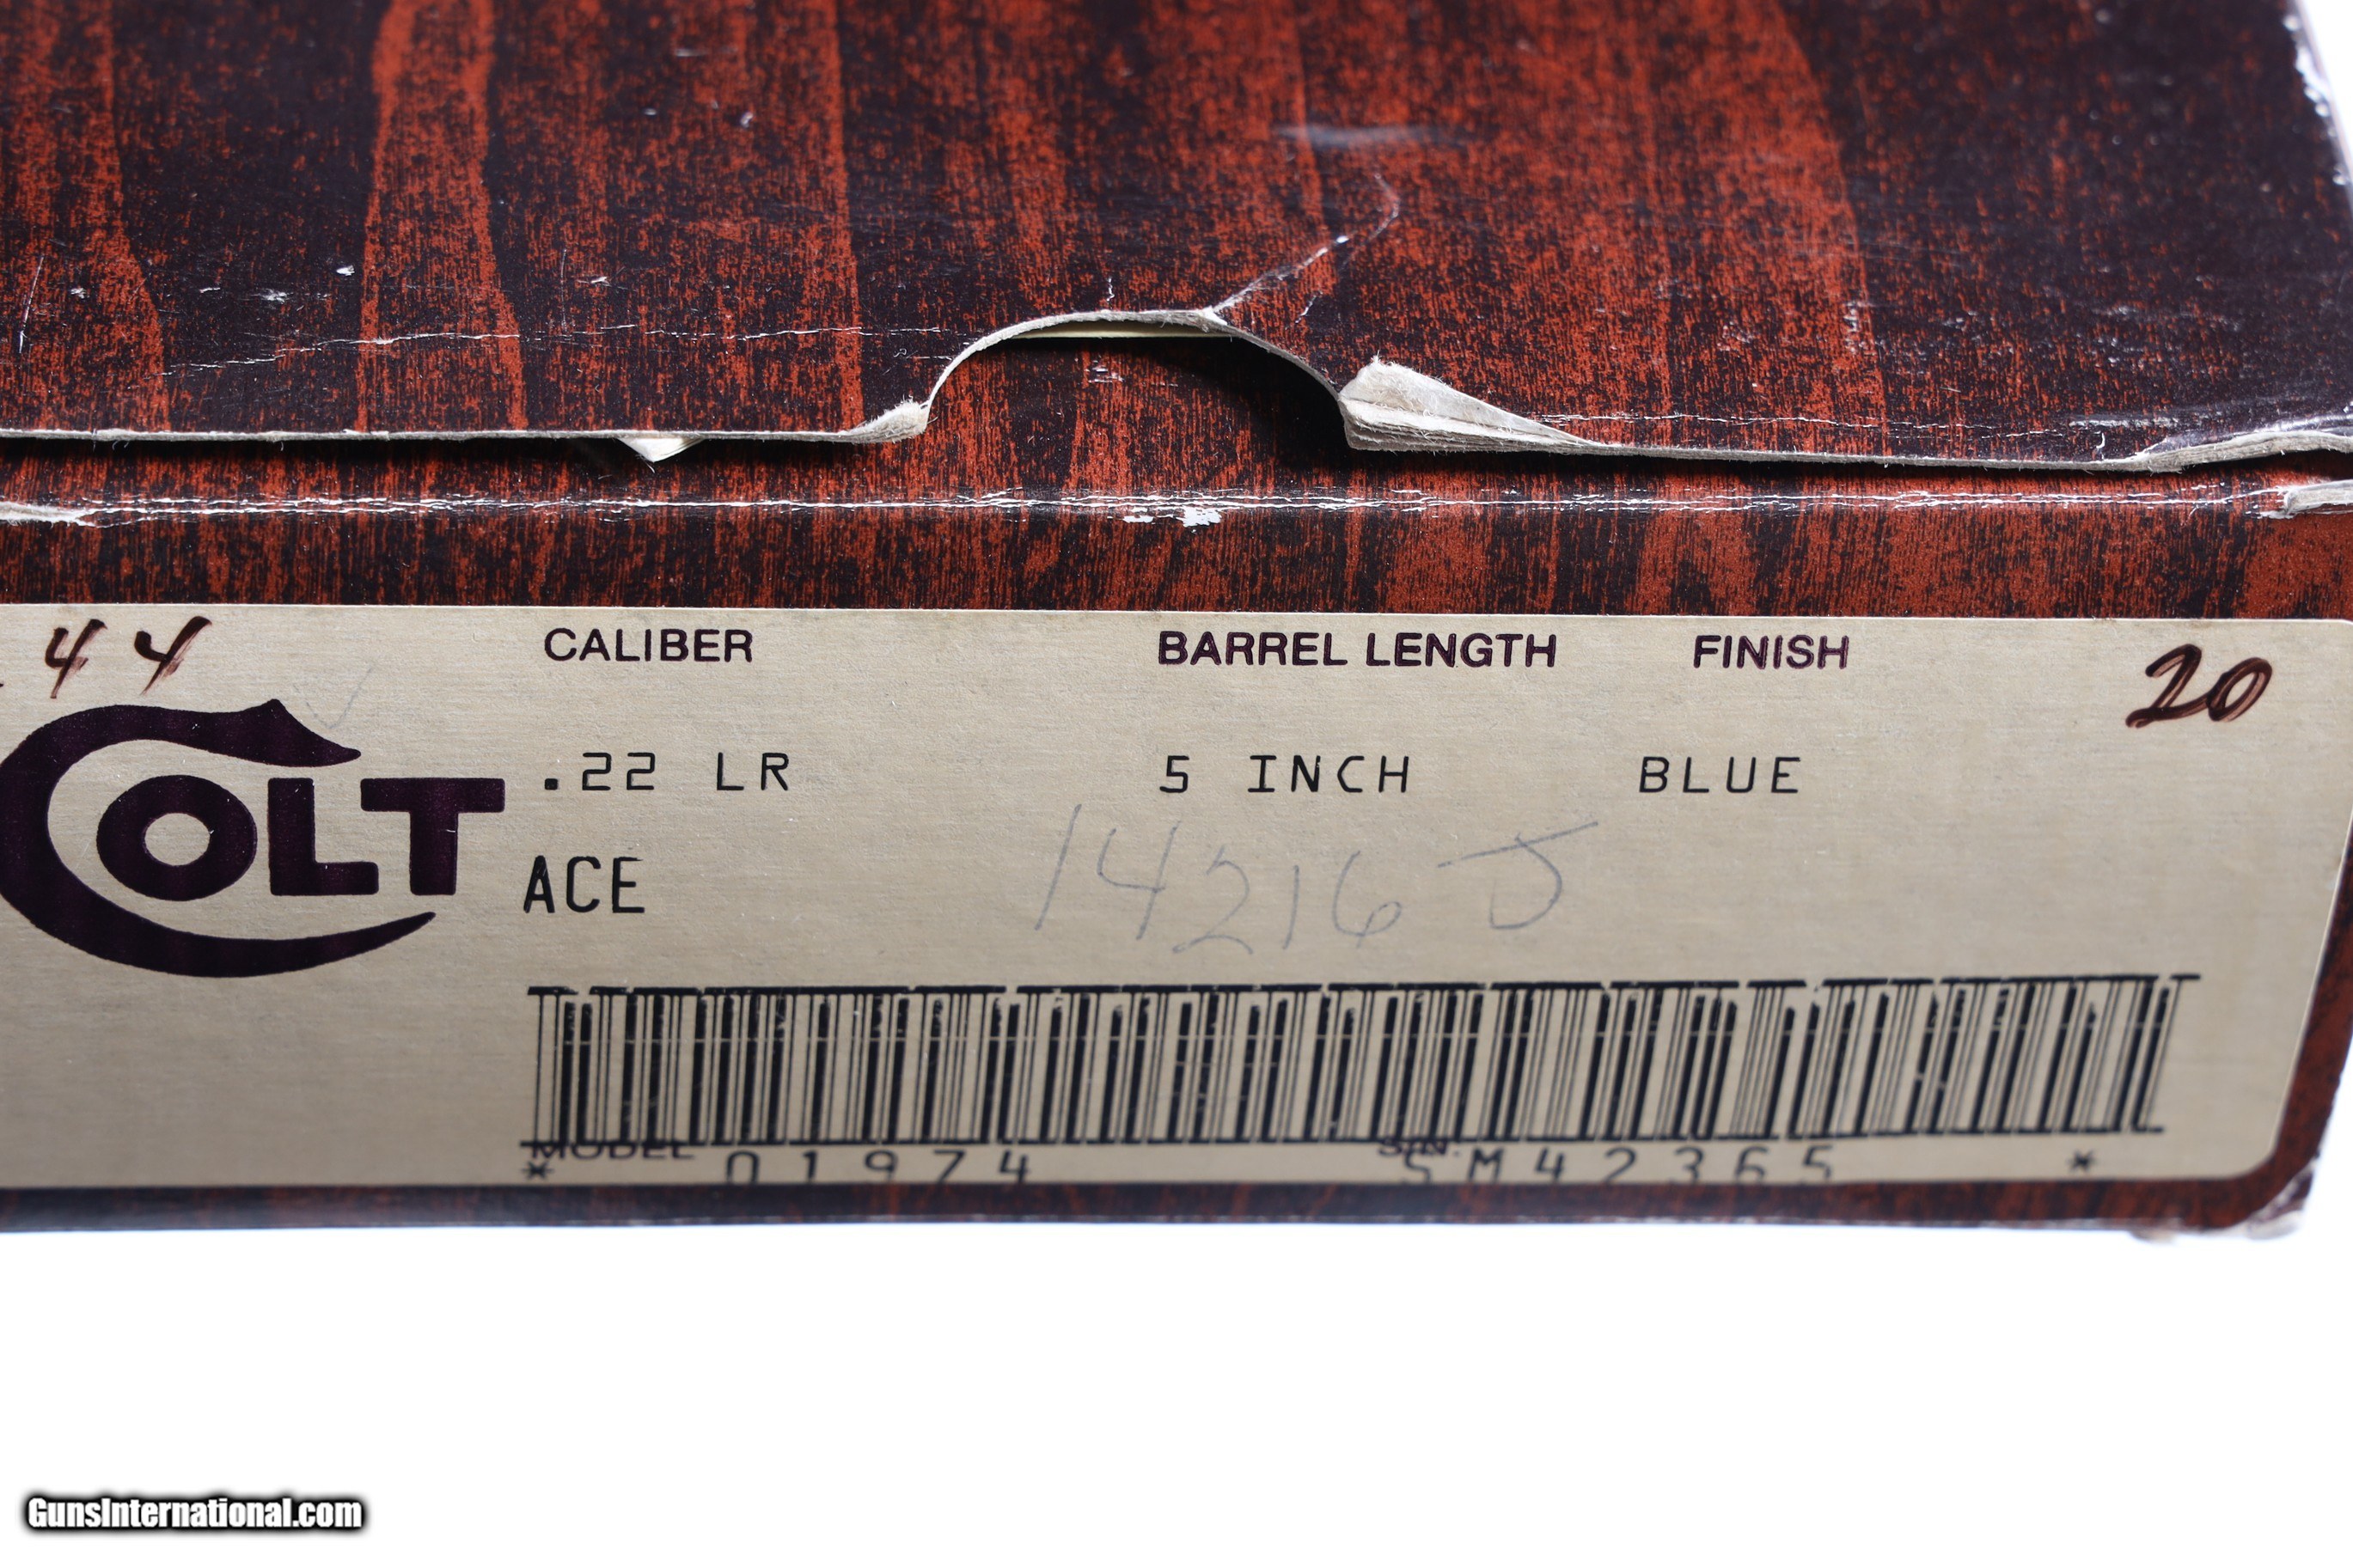 44
CALIBER BARREL LENGTH FINISH 20
COLT .22 LR 5 INCH BLUE
ACE 14216 J
MODEL S/N.
* 01974 SM42365 *
GunsInternational.com